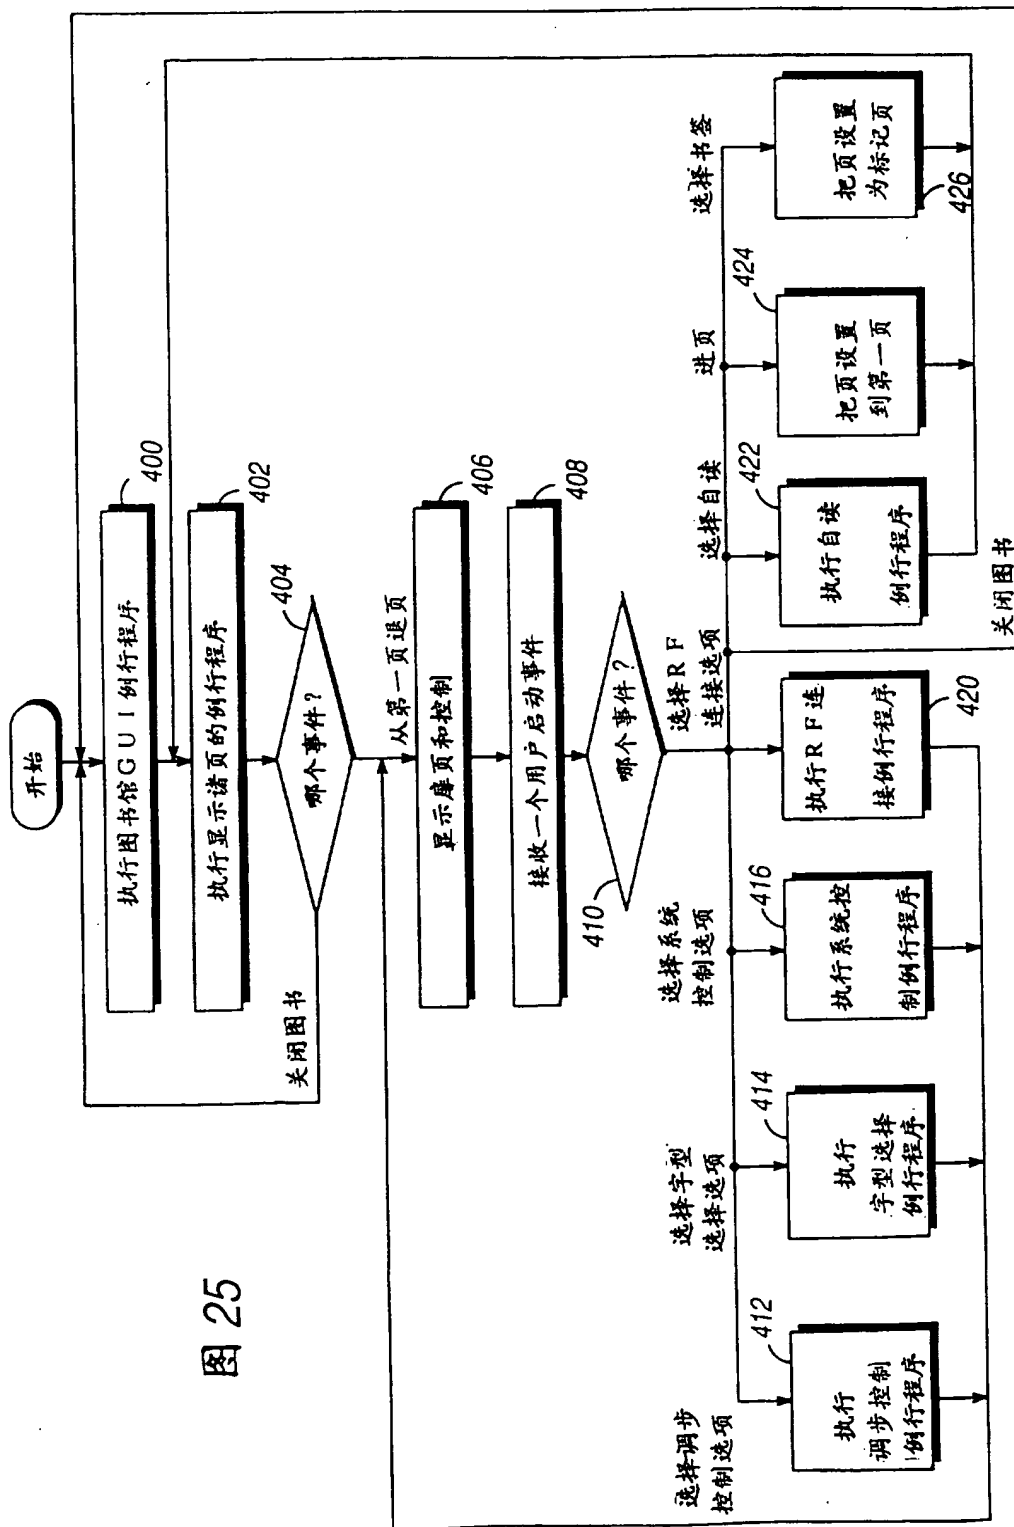 开始
执行图书馆GUI例行程序
400
执行显示诸页的例行程序
402
哪个事件?
404
关闭图书
从第一页退页
显示扉页和控制
406
接收一个用户启动事件
408
哪个事件?
410
选择调步
控制选项
执行
调步控制
例行程序
412
选择字型
选择选项
执行
字型选择
例行程序
414
选择系统
控制选项
执行系统控
制例行程序
416
选择RF
连接选项
执行RF连
接例行程序
420
关闭图书
选择自读
执行自读
例行程序
422
进页
把页设置
到第一页
424
选择书签
把页设置
为标记页
426
图 25